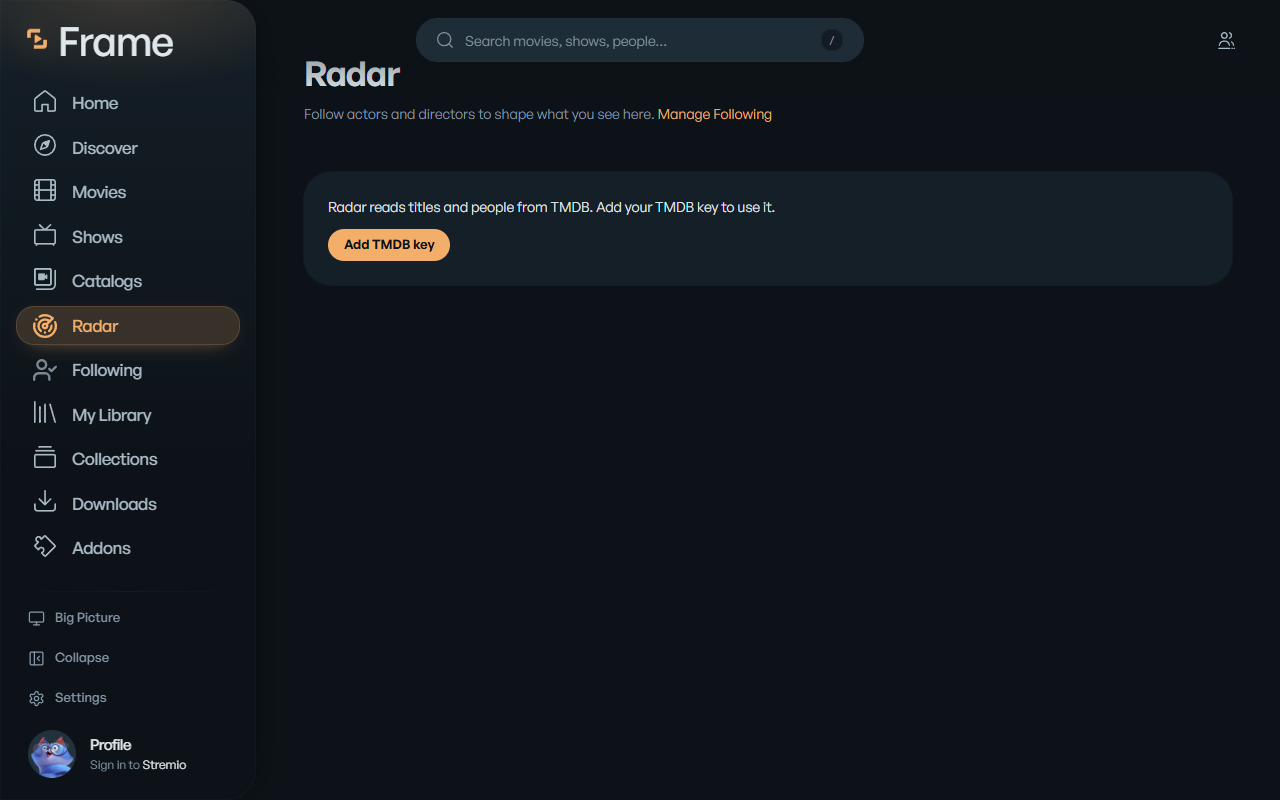 Frame
Search movies, shows, people...
/
Home
Discover
Movies
Shows
Catalogs
Radar
Following
My Library
Collections
Downloads
Addons
Big Picture
Collapse
Settings
Profile
Sign in to Stremio
Radar
Follow actors and directors to shape what you see here. Manage Following
Radar reads titles and people from TMDB. Add your TMDB key to use it.
Add TMDB key